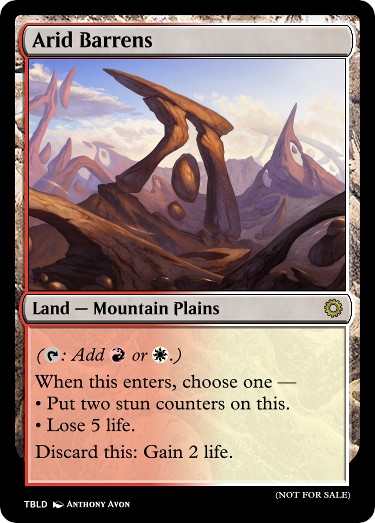 Arid Barrens
Land — Mountain Plains
(T: Add R or W.)
When this enters, choose one —
• Put two stun counters on this.
• Lose 5 life.
Discard this: Gain 2 life.
(NOT FOR SALE)
TBLD Anthony Avon